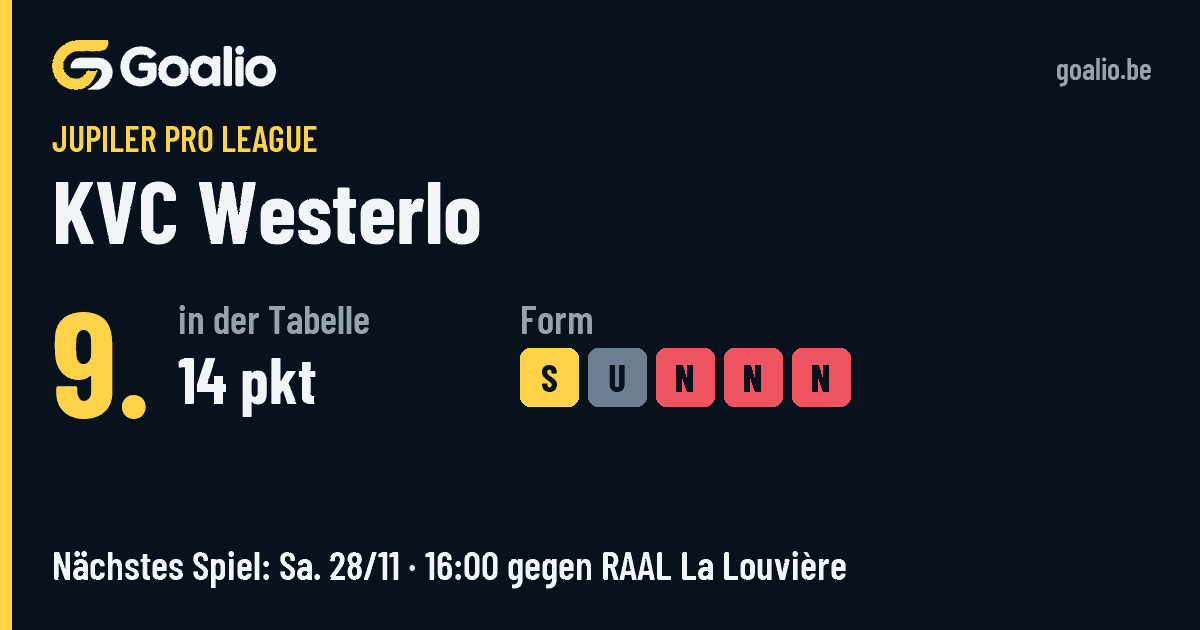 Goalio
goalio.be
JUPILER PRO LEAGUE
KVC Westerlo
9.
in der Tabelle
14 pkt
Form
S U N N N
Nächstes Spiel: Sa. 28/11 · 16:00 gegen RAAL La Louvière